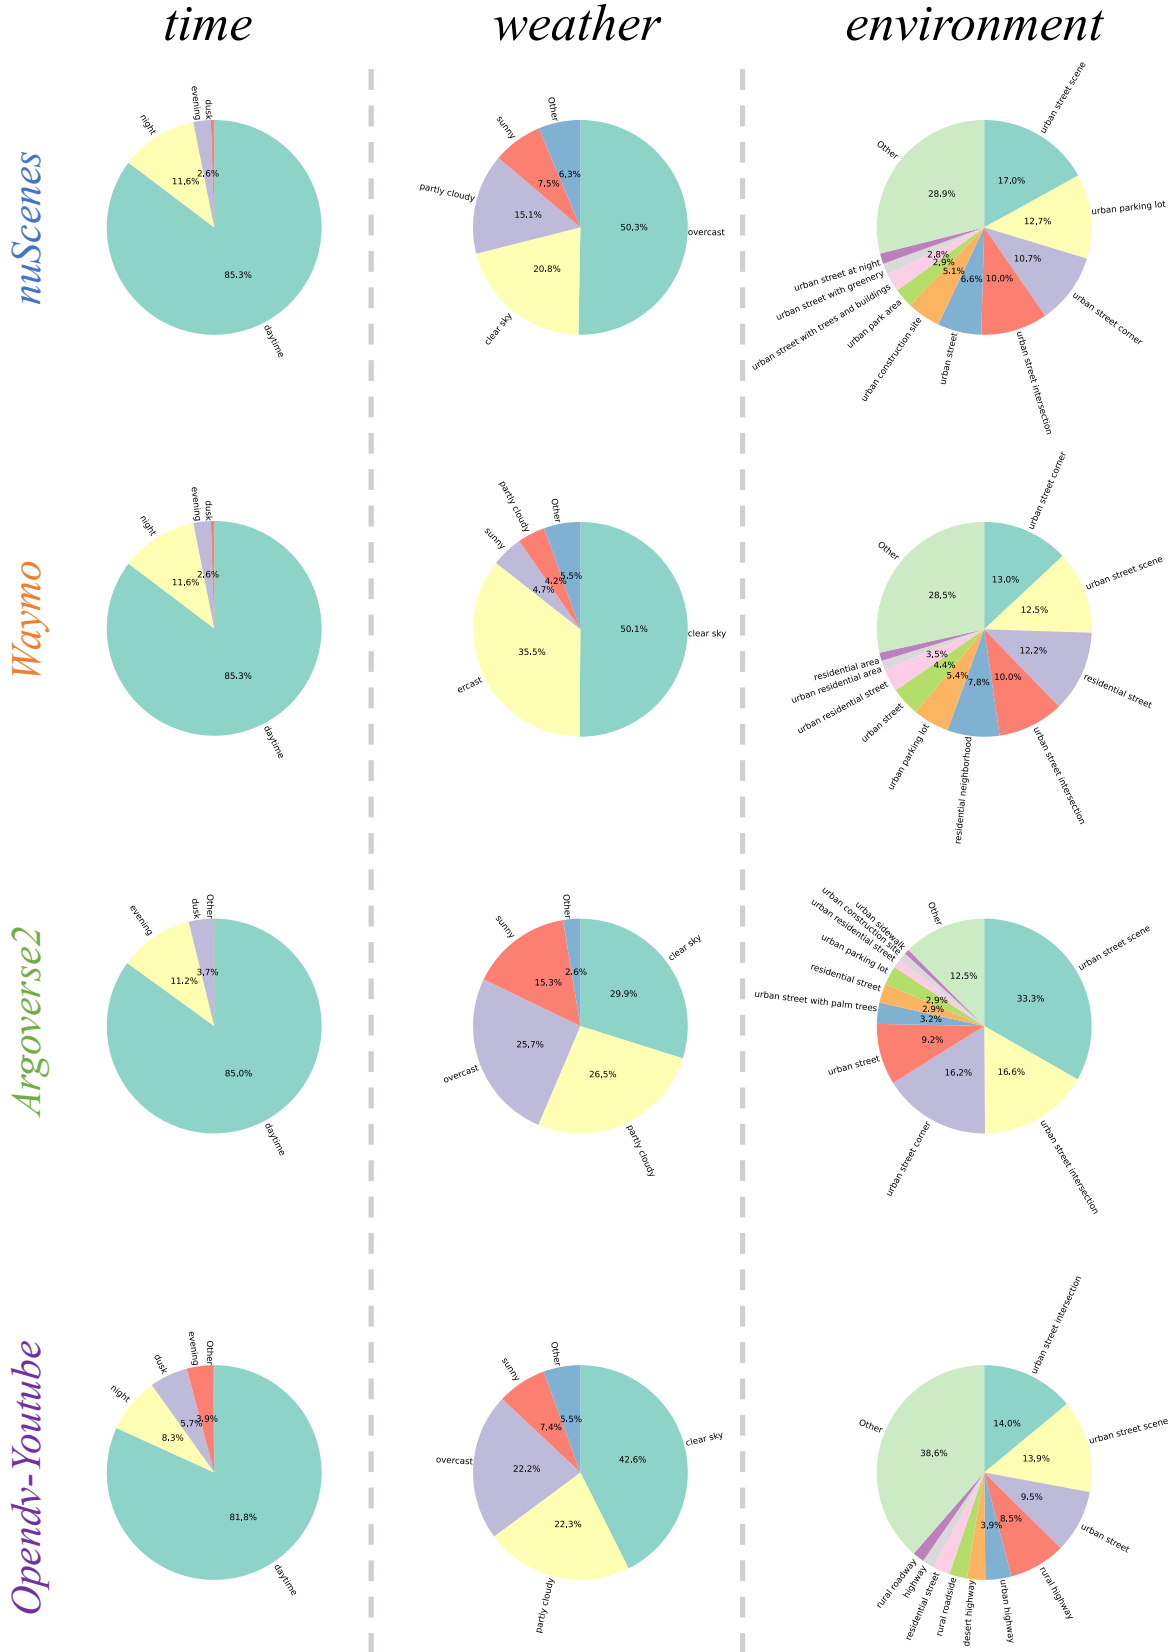 time
weather
environment
nuScenes
dusk
evening
night
2.6%
11.6%
85.3%
daytime
Other
sunny
partly cloudy
6.3%
7.5%
15.1%
50.3%
overcast
20.8%
clear sky
urban street scene
Other
17.0%
28.9%
12.7%
urban parking lot
10.7%
urban street corner
10.0%
urban street intersection
6.6%
urban street
5.1%
urban construction site
2.9%
urban park area
2.8%
urban street with trees and buildings
urban street with greenery
urban street at night
Waymo
dusk
evening
night
2.6%
11.6%
85.3%
daytime
Other
partly cloudy
sunny
5.5%
4.2%
4.7%
50.1%
clear sky
35.5%
ercast
urban street corner
Other
13.0%
28.5%
12.5%
urban street scene
12.2%
residential street
10.0%
urban street intersection
7.8%
residential neighborhood
5.4%
urban parking lot
4.4%
urban street
3.5%
urban residential street
urban residential area
residential area
Argoverse2
Other
dusk
evening
3.7%
11.2%
85.0%
daytime
Other
sunny
2.6%
15.3%
29.9%
clear sky
25.7%
overcast
26.5%
partly cloudy
Other
12.5%
33.3%
urban street scene
16.6%
urban street intersection
16.2%
urban street corner
9.2%
urban street
3.2%
urban street with palm trees
2.9%
residential street
2.9%
urban parking lot
urban residential street
urban construction site
urban sidewalk
Opendv-Youtube
Other
evening
dusk
night
3.9%
5.7%
8.3%
81.8%
daytime
Other
sunny
5.5%
7.4%
42.6%
clear sky
22.2%
overcast
22.3%
partly cloudy
urban street intersection
Other
14.0%
38.6%
13.9%
urban street scene
9.5%
urban street
8.5%
rural highway
3.9%
urban highway
desert highway
rural roadside
residential street
highway
rural roadway